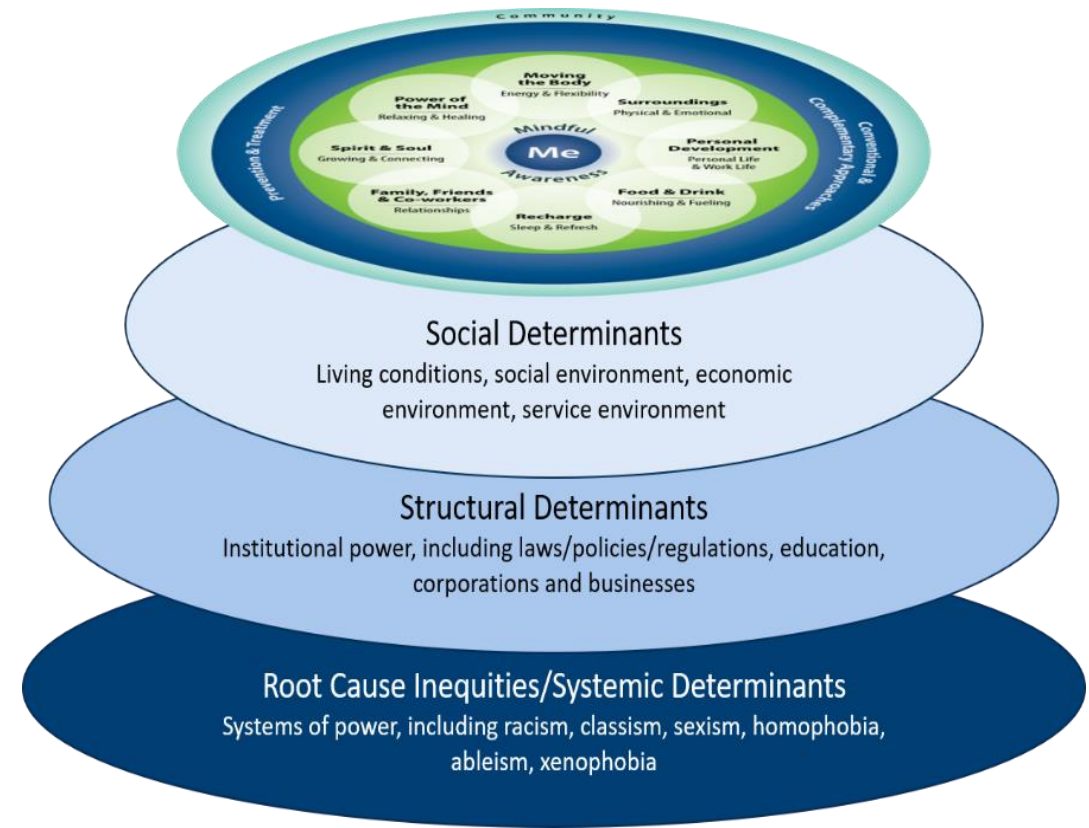 Community
Prevention & Treatment
Conventional &
Complementary Approaches
Moving
the Body
Energy & Flexibility
Surroundings
Physical & Emotional
Personal
Development
Personal Life
& Work Life
Food & Drink
Nourishing & Fueling
Recharge
Sleep & Refresh
Family, Friends
& Co-workers
Relationships
Spirit & Soul
Growing & Connecting
Power of
the Mind
Relaxing & Healing
Mindful
Me
Awareness
Social Determinants
Living conditions, social environment, economic
environment, service environment
Structural Determinants
Institutional power, including laws/policies/regulations, education,
corporations and businesses
Root Cause Inequities/Systemic Determinants
Systems of power, including racism, classism, sexism, homophobia,
ableism, xenophobia